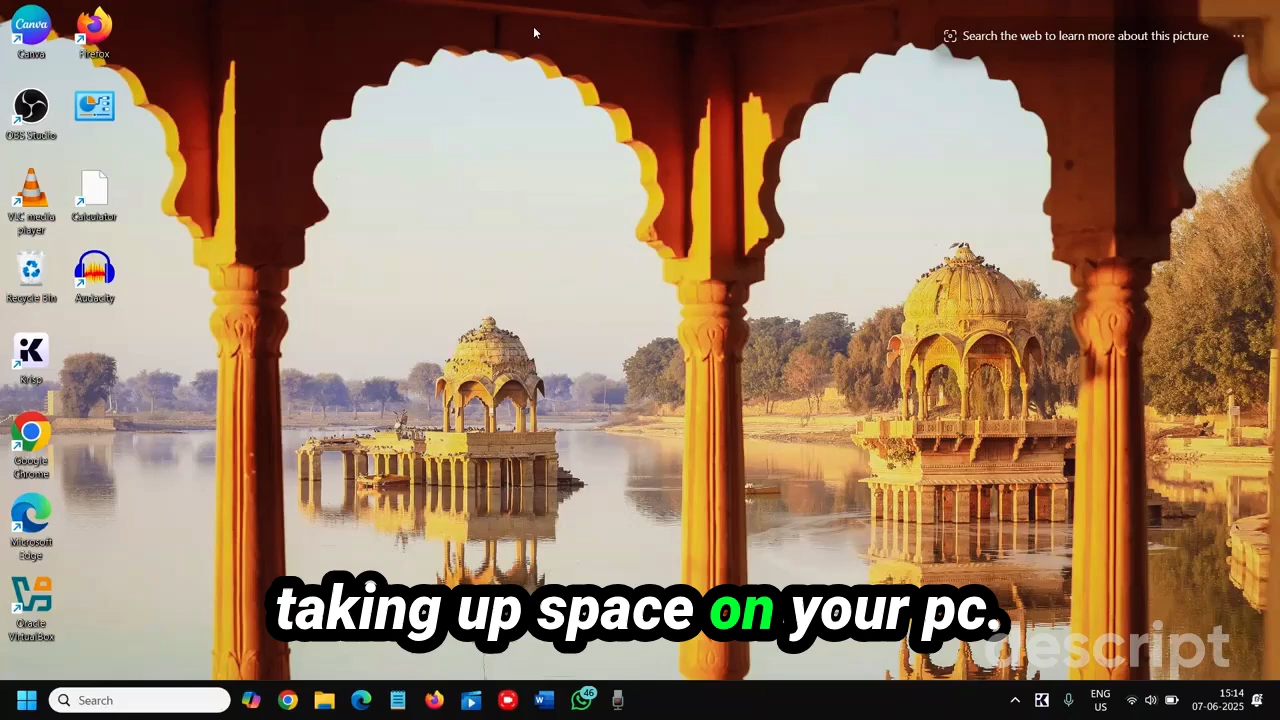 Canva
Canva
Firefox
Search the web to learn more about this picture
OBS Studio
VLC media
player
Calculator
Recycle Bin
Audacity
Krisp
Google
Chrome
Microsoft
Edge
Oracle
VirtualBox
taking up space on your pc.
descript
Search
46
ENG
US
15:14
07-06-2025